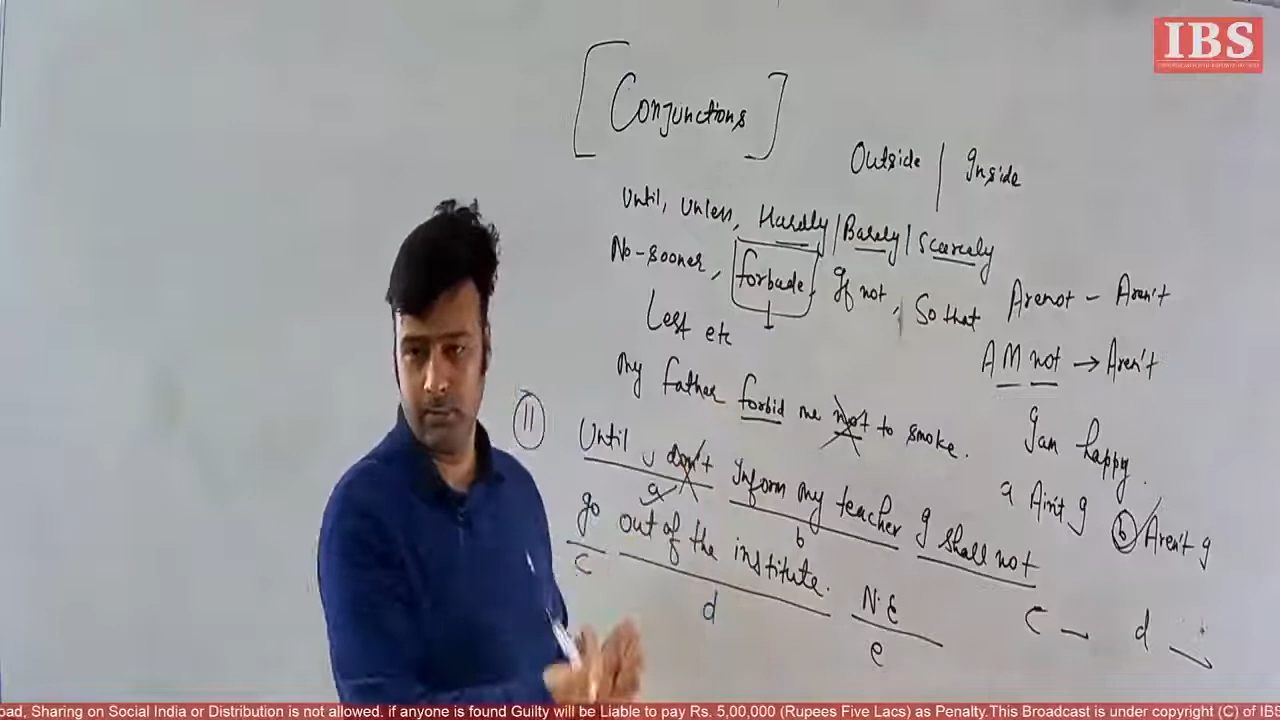 IBS
[Conjunctions]
Outside | Inside
Until, Unless, Hardly | Barely | Scarcely
No-sooner, forbade, If not, So that
Lest etc
Are not - Aren't
AM not → Aren't
My father forbid me not to smoke.
I am happy.
a Ain't I b Aren't I
11
Until I don't inform my teacher I shall not
a b
go out of the institute. N.E
c d e
c d
oad, Sharing on Social India or Distribution is not allowed. if anyone is found Guilty will be Liable to pay Rs. 5,00,000 (Rupees Five Lacs) as Penalty.This Broadcast is under copyright (C) of IBS